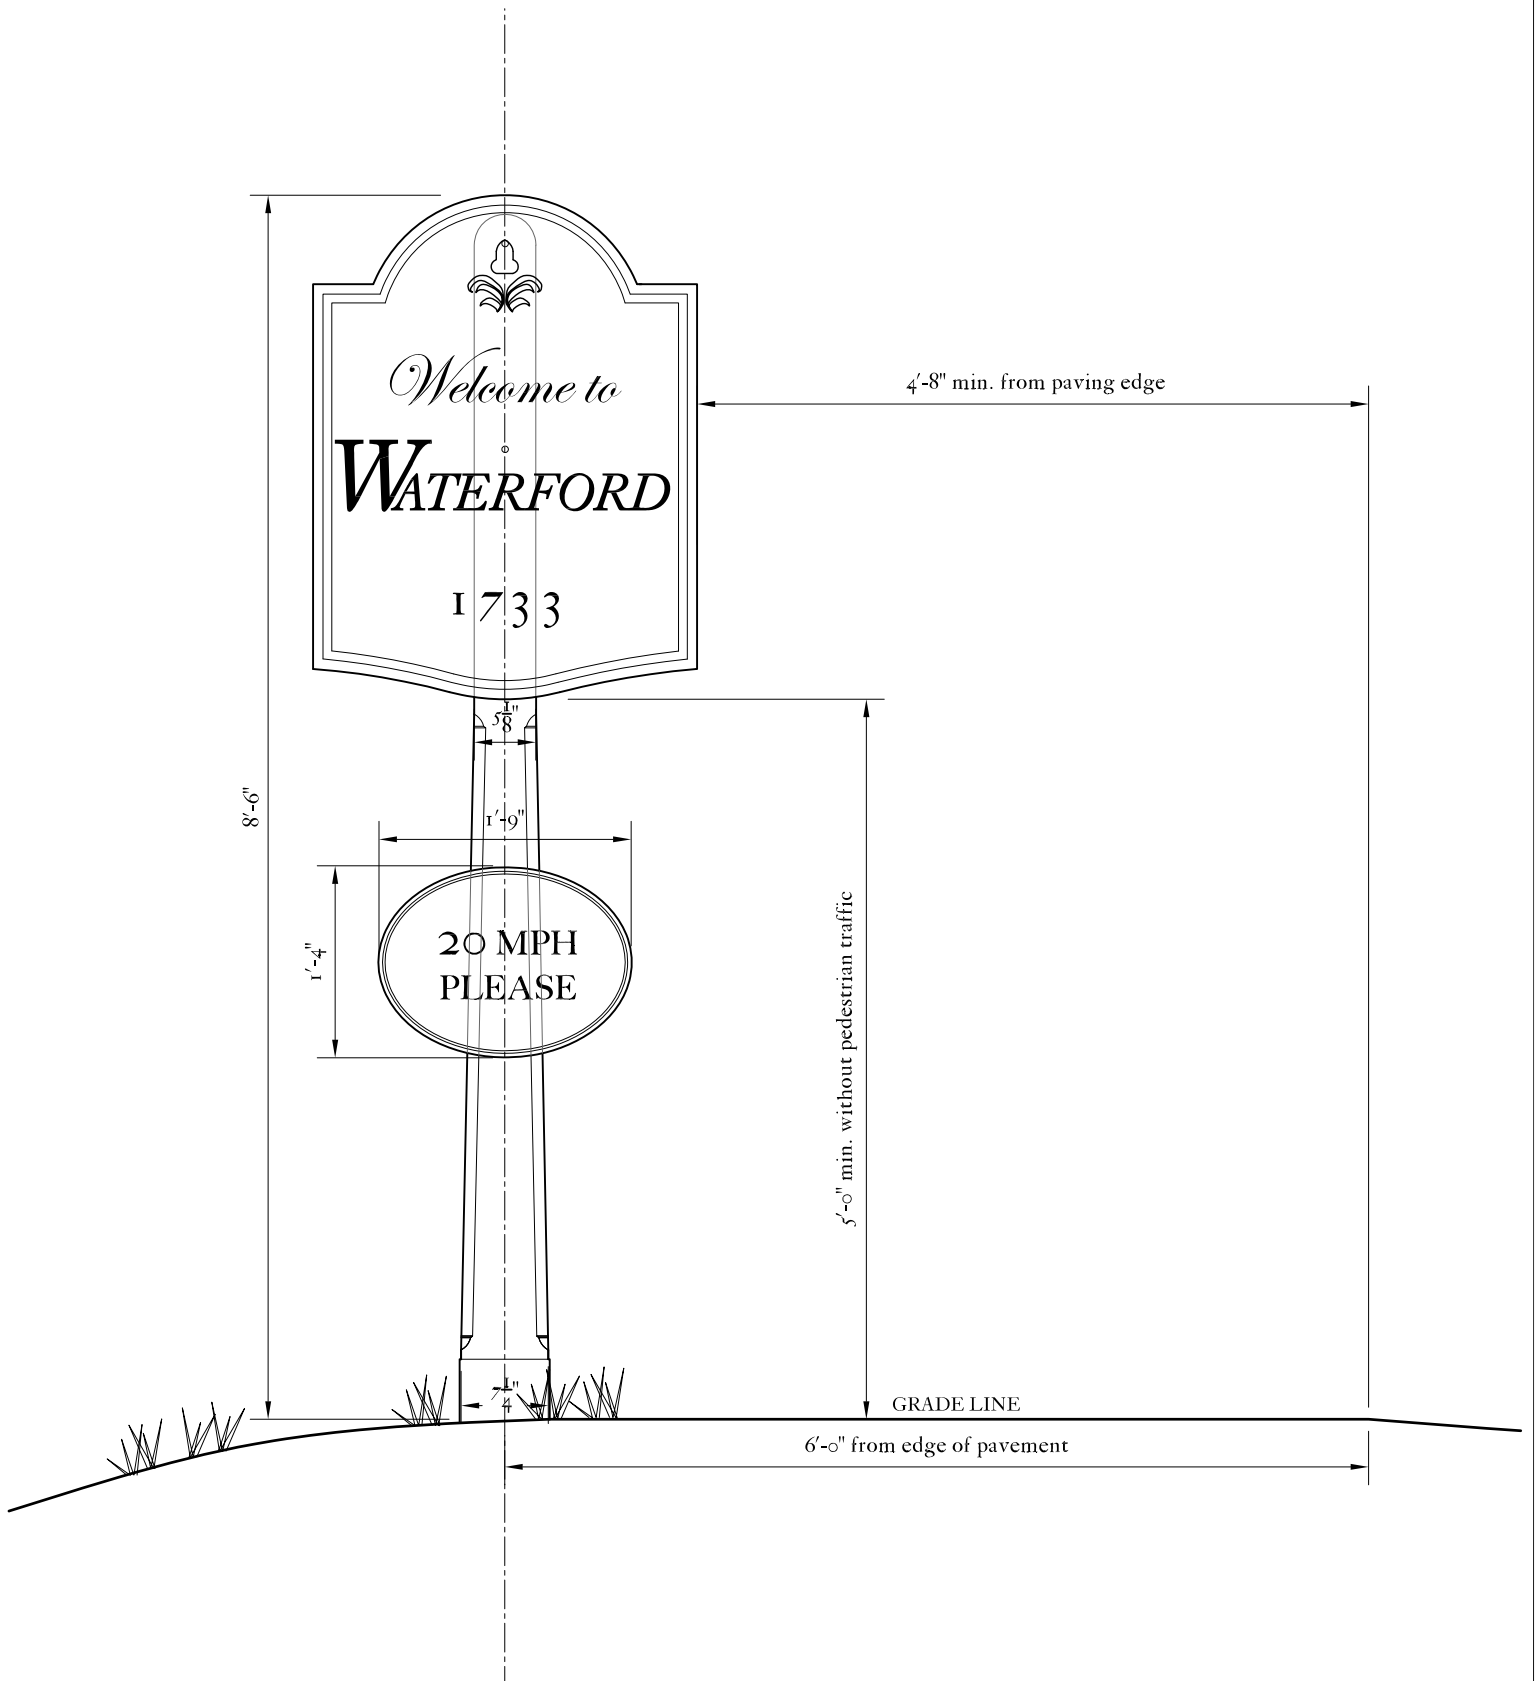 Welcome to
4'-8" min. from paving edge
WATERFORD
1733
5 1/8"
8'-6"
1'-9"
1'-4"
20 MPH
PLEASE
5'-0" min. without pedestrian traffic
7 1/4"
GRADE LINE
6'-0" from edge of pavement